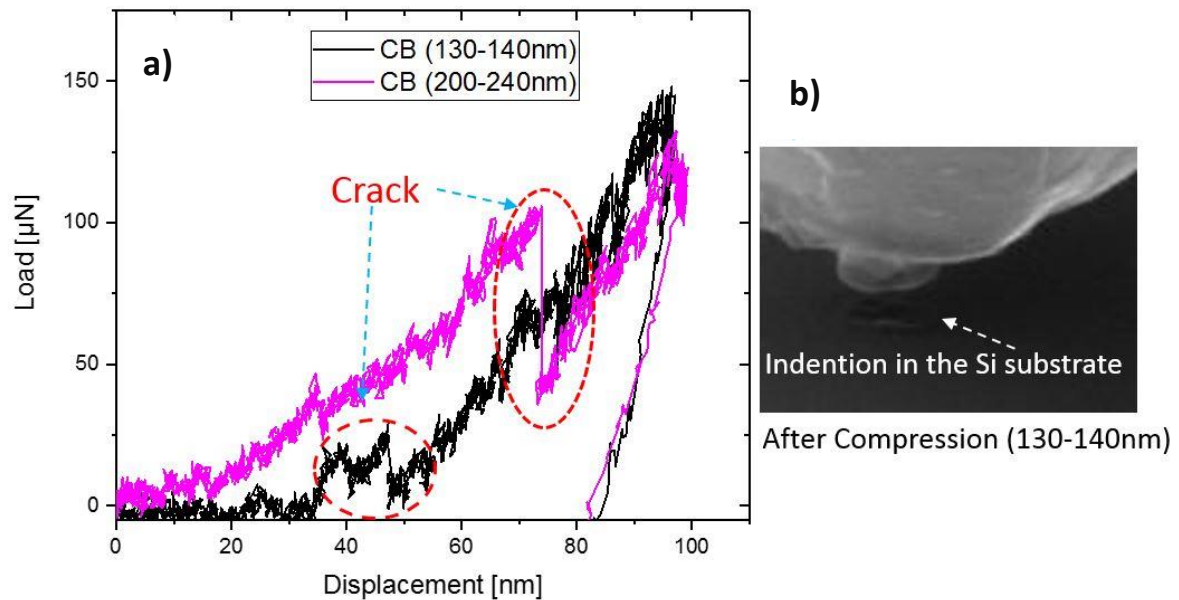 a)
CB (130-140nm)
CB (200-240nm)
Crack
Load [µN]
150
100
50
0
0 20 40 60 80 100
Displacement [nm]
b)
Indention in the Si substrate
After Compression (130-140nm)